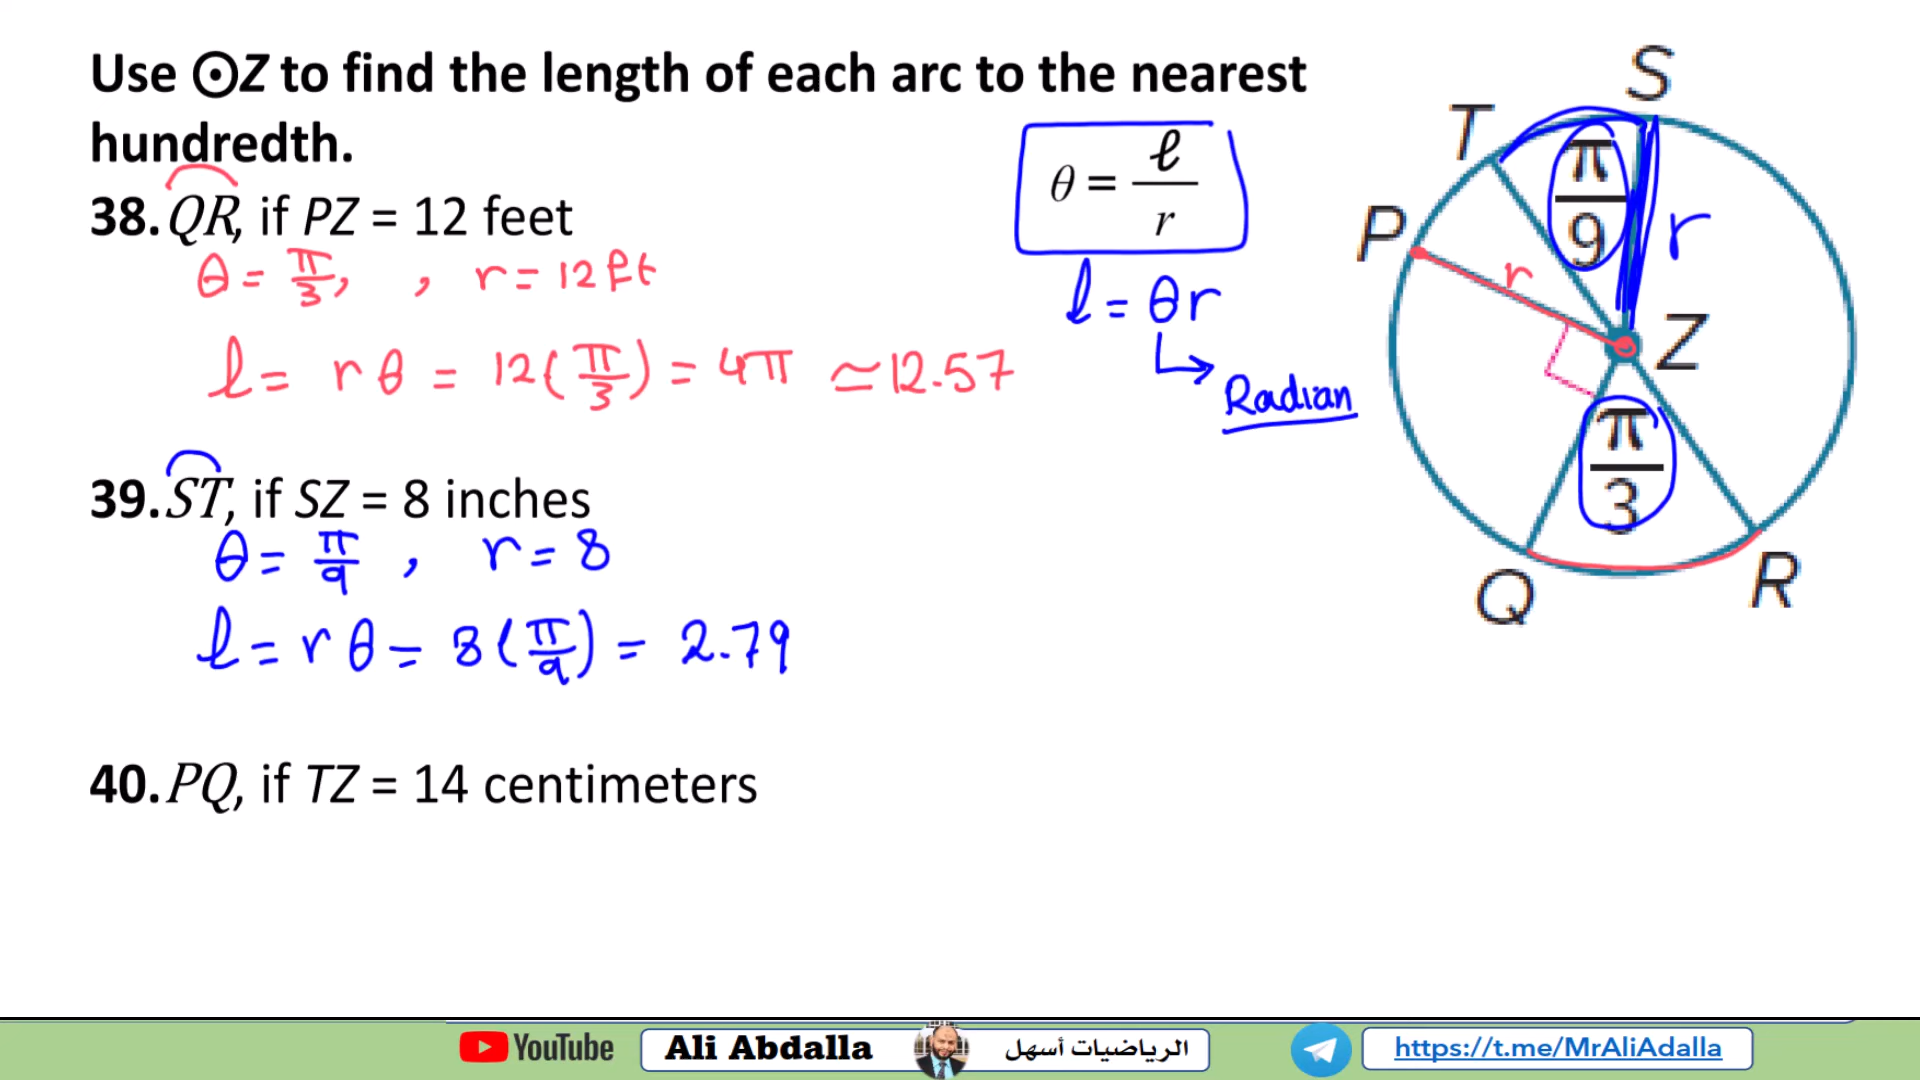 Use ⊙Z to find the length of each arc to the nearest
hundredth.
38. QR, if PZ = 12 feet
θ = π/3, , r = 12 ft
l = rθ = 12(π/3) = 4π ≃ 12.57
39. ST, if SZ = 8 inches
θ = π/9 , r = 8
l = rθ = 8(π/9) = 2.79
40. PQ, if TZ = 14 centimeters
θ = ℓ/r
l = θr
Radian
S
T
π/9
P
r
r
Z
π/3
Q
R
YouTube
Ali Abdalla
الرياضيات أسهل
https://t.me/MrAliAdalla